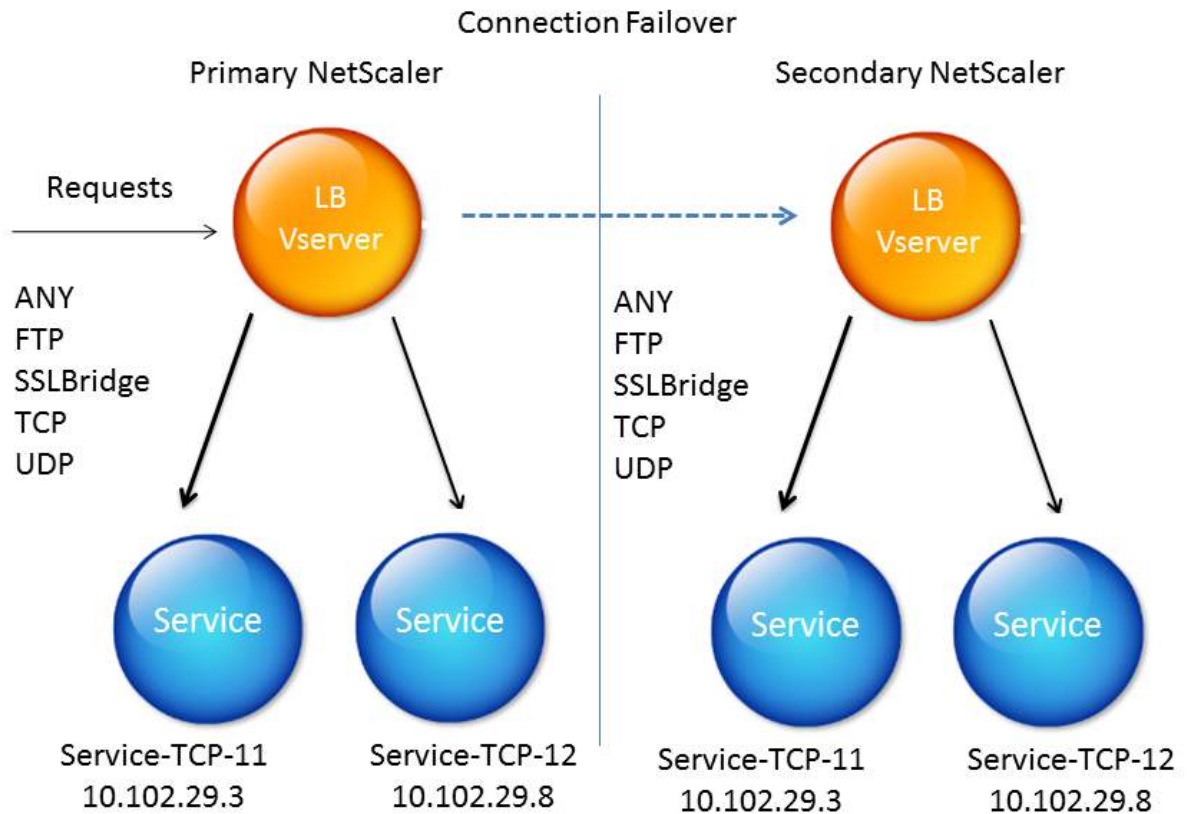 Connection Failover
Primary NetScaler
Secondary NetScaler
Requests
LB
Vserver
LB
Vserver
ANY
FTP
SSLBridge
TCP
UDP
ANY
FTP
SSLBridge
TCP
UDP
Service
Service
Service
Service
Service-TCP-11
10.102.29.3
Service-TCP-12
10.102.29.8
Service-TCP-11
10.102.29.3
Service-TCP-12
10.102.29.8